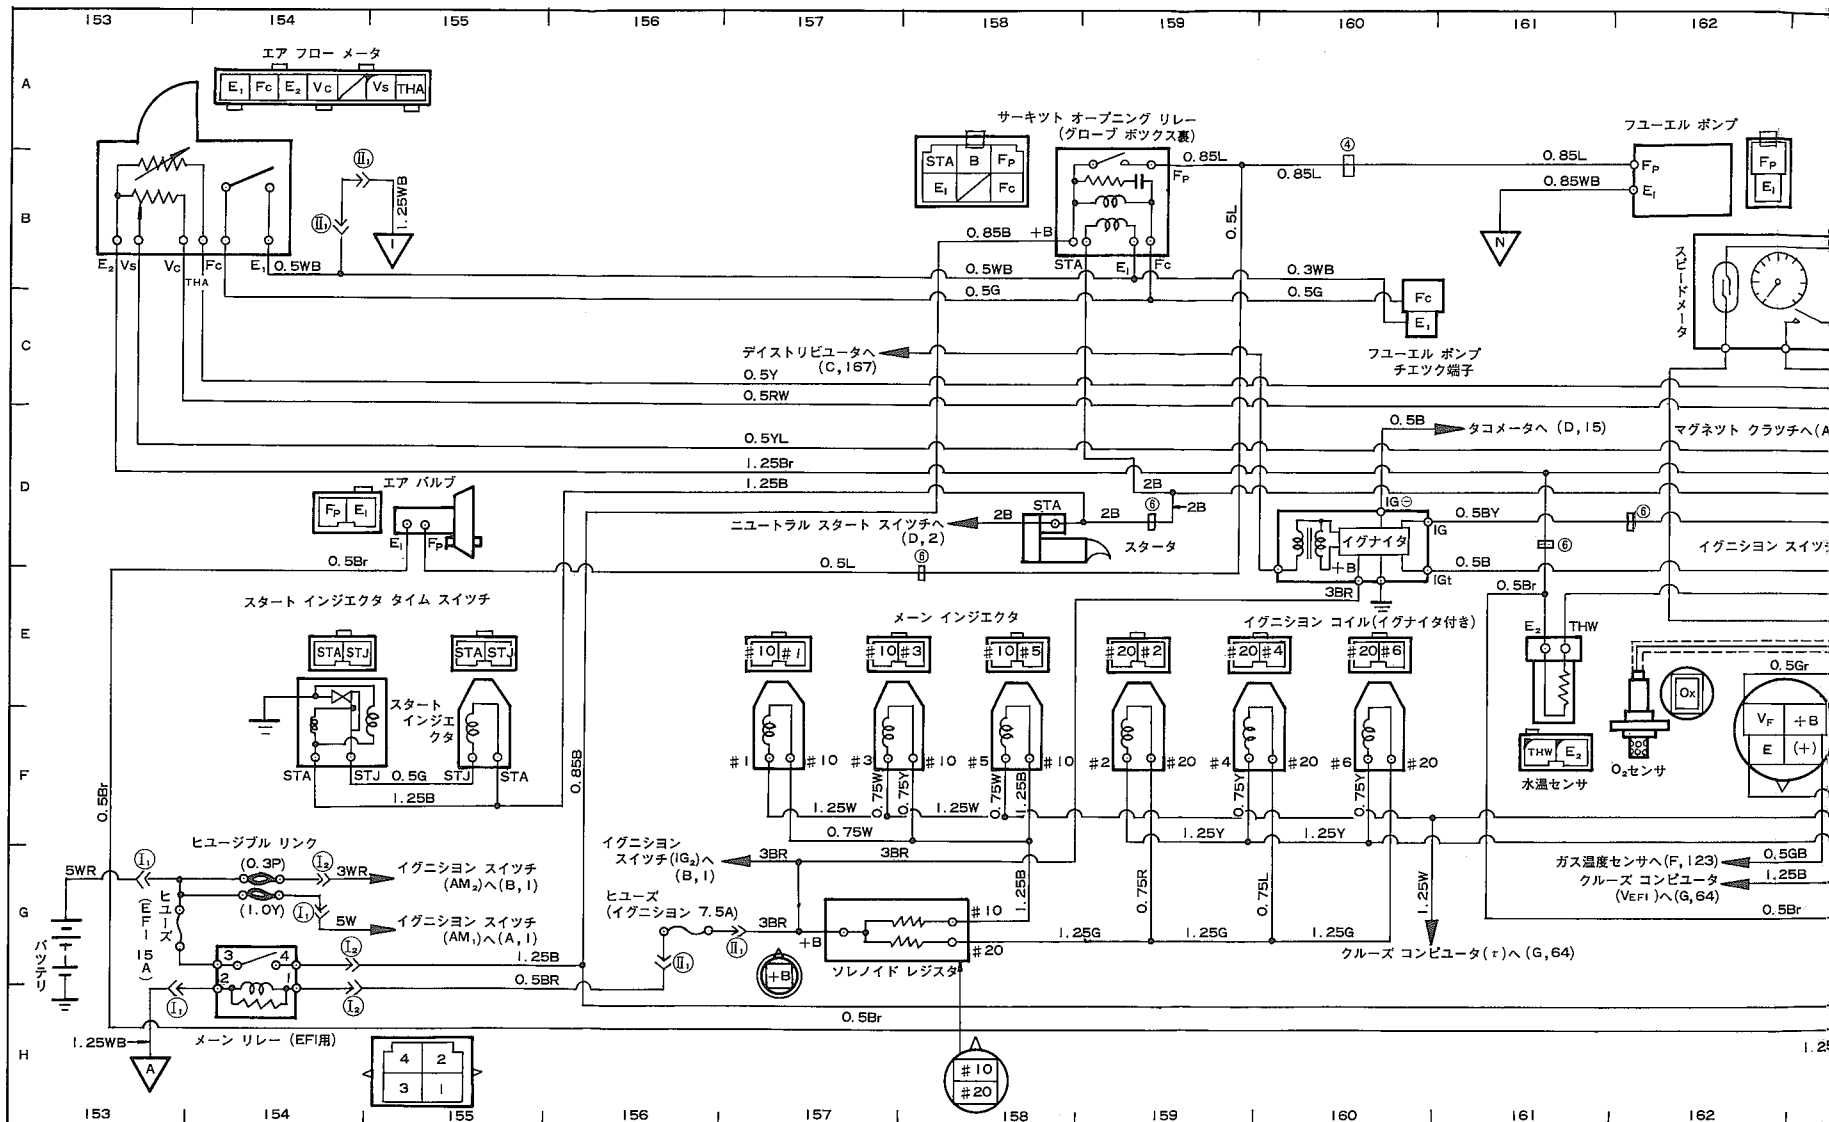 153 154 155 156 157 158 159 160 161 162
A
エア フロー メータ
E₁ Fc E₂ Vc Vs THA
サーキツト オープニング リレー
(グローブ ボツクス裏)
STA B Fp
E₁ Fc
0.85L
Fp
0.85L
④
0.85L
フユーエル ポンプ
Fp
E₁
Fp
E₁
0.85WB
N
B
Ⅱ₁
Ⅱ₁
1.25WB
I
0.85B
+B
STA E₁ Fc
0.5L
E₂ Vs Vc Fc E₁
THA
0.5WB
0.5WB
0.3WB
0.5G
0.5G
Fc
E₁
フユーエル ポンプ
チエツク端子
スピードメータ
C
デイストリビユータへ
(C,167)
0.5Y
0.5RW
0.5B
タコメータへ (D,15)
マグネツト クラツチへ(A
0.5YL
1.25Br
1.25B
D
エア バルブ
Fp E₁
E₁ Fp
2B
STA
2B
2B
⑥
2B
ニユートラル スタート スイツチへ
(D,2)
スタータ
IG⊖
イグナイタ
+B
IG
IGt
0.5BY
⑥
⑥
イグニシヨン スイツチ
0.5Br
0.5L
⑥
3BR
0.5B
0.5Br
E
スタート インジエクタ タイム スイツチ
STA STJ
STA STJ
メーン インジエクタ
イグニシヨン コイル(イグナイタ付き)
#10 #1
#10 #3
#10 #5
#20 #2
#20 #4
#20 #6
E₂ THW
0.5Gr
Ox
スタート
インジエ
クタ
VF +B
E (+)
F
STA STJ
0.5G
STJ STA
1.25B
0.85B
0.5Br
#1 #10
#3 #10
#5 #10
#2 #20
#4 #20
#6 #20
0.75W
0.75Y
0.75W
1.25B
0.75Y
0.75Y
THW E₂
水温センサ
O₂センサ
1.25W
1.25W
0.75W
1.25Y
1.25Y
ヒユージブル リンク
5WR
Ⅰ₁
(0.3P)
Ⅰ₂
3WR
イグニシヨン スイツチ
(AM₂)へ(B,1)
(1.0Y)
Ⅰ₁
5W
イグニシヨン スイツチ
(AM₁)へ(A,1)
イグニシヨン
スイツチ(IG₂)へ
(B,1)
3BR
3BR
1.25B
0.75R
0.75L
1.25W
ガス温度センサへ(F,123)
0.5GB
クルーズ コンピユータ
(VEFI)へ(G,64)
1.25B
0.5Br
G
バツテリ
ヒユーズ
(EFI 15A)
ヒユーズ
(イグニシヨン 7.5A)
3BR
Ⅱ₁
+B
#10
#20
1.25G
1.25G
1.25G
クルーズ コンピユータ(τ)へ(G,64)
ソレノイド レジスタ
+B
Ⅱ₁
3 4
2 1
Ⅰ₂
1.25B
0.5BR
Ⅰ₁
Ⅰ₂
0.5Br
H
1.25WB
A
メーン リレー (EFI用)
4 2
3 1
#10
#20
153 154 155 156 157 158 159 160 161 162